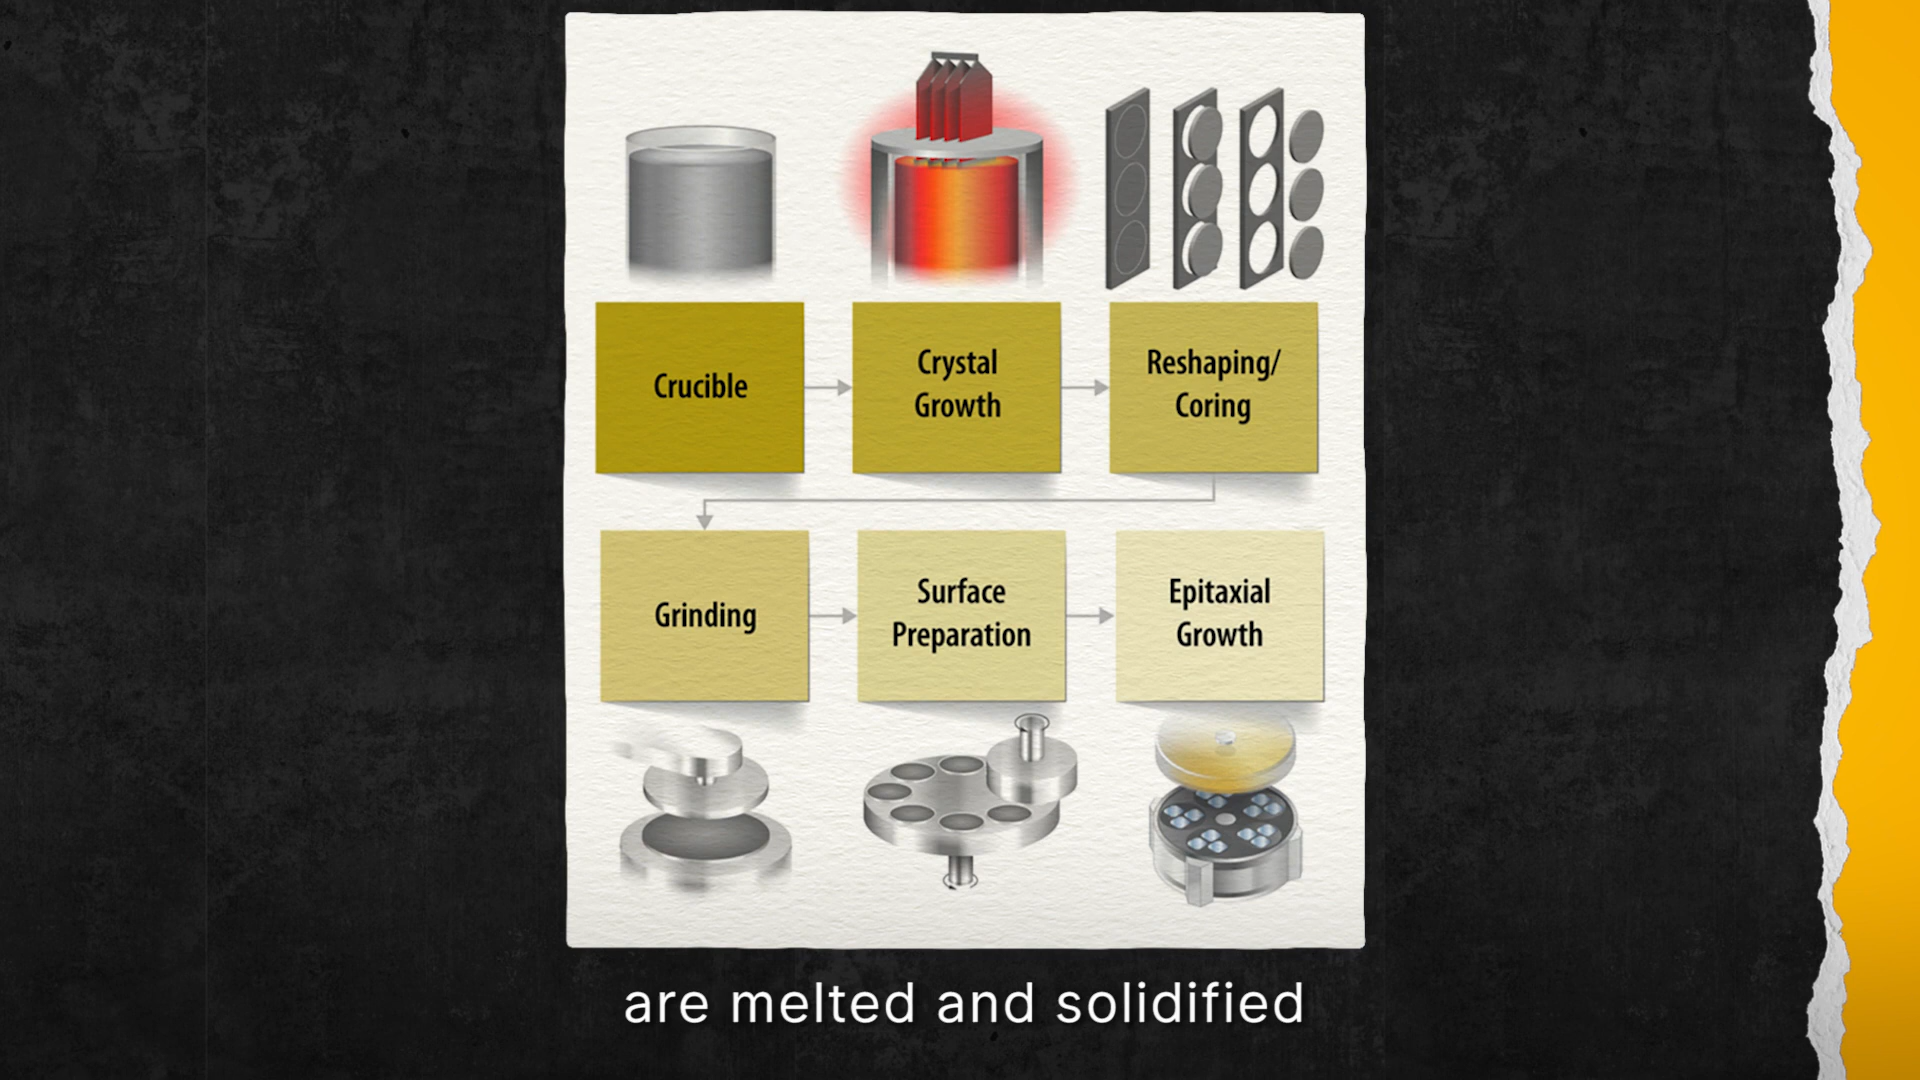 Crucible
Crystal
Growth
Reshaping/
Coring
Grinding
Surface
Preparation
Epitaxial
Growth
are melted and solidified